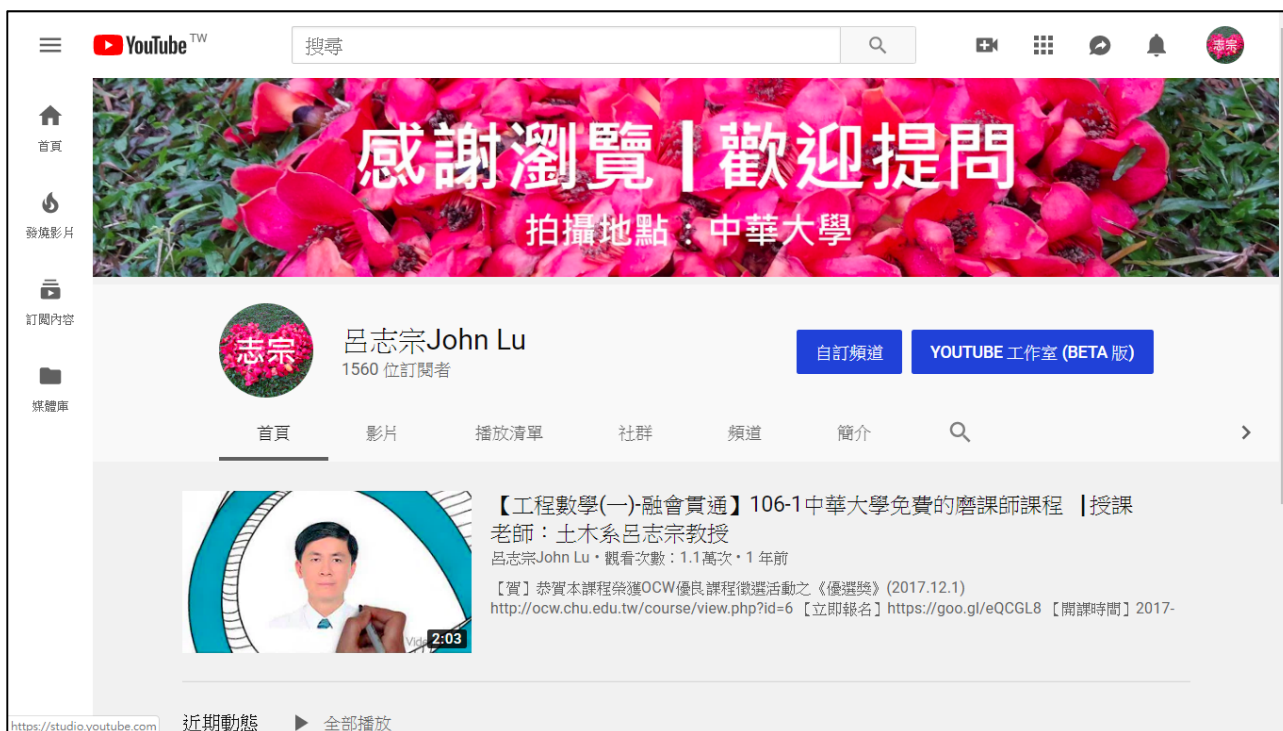 YouTube TW
搜尋
志宗
首頁
發燒影片
訂閱內容
媒體庫
感謝瀏覽 | 歡迎提問
拍攝地點：中華大學
志宗
呂志宗John Lu
1560 位訂閱者
自訂頻道
YOUTUBE 工作室 (BETA 版)
首頁 影片 播放清單 社群 頻道 簡介
【工程數學(一)-融會貫通】106-1中華大學免費的磨課師課程 |授課
老師：土木系呂志宗教授
呂志宗John Lu・觀看次數：1.1萬次・1 年前
【賀】恭賀本課程榮獲OCW優良課程徵選活動之《優選獎》(2017.12.1)
http://ocw.chu.edu.tw/course/view.php?id=6 【立即報名】https://goo.gl/eQCGL8 【開課時間】2017-
2:03
近期動態 全部播放
https://studio.youtube.com